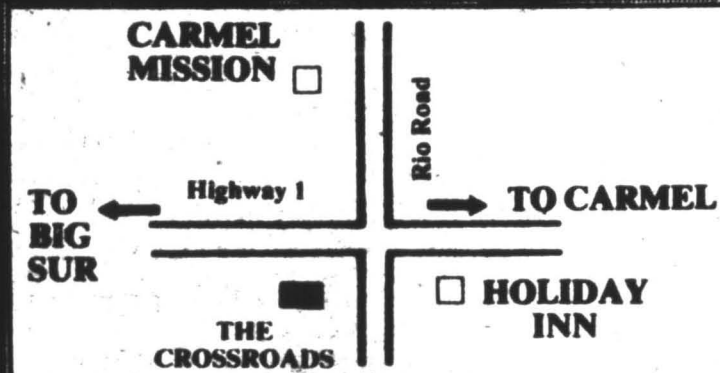 CARMEL
MISSION
Rio Road
Highway 1
TO
BIG
SUR
TO CARMEL
THE
CROSSROADS
HOLIDAY
INN